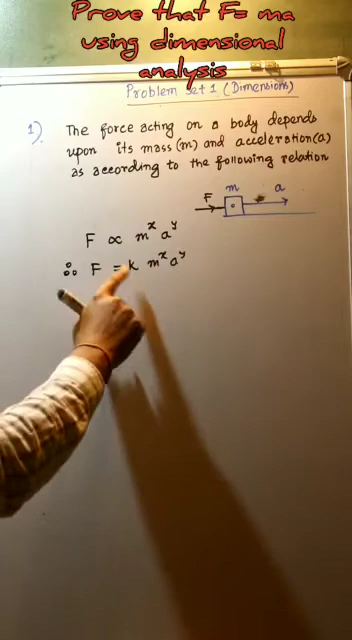 Prove that F= ma
using dimensional
analysis
Problem Set 1 (Dimensions)
1) The force acting on a body depends
upon its mass (m) and acceleration (a)
as according to the following relation
F m a
F ∝ m^x a^y
∴ F = k m^x a^y